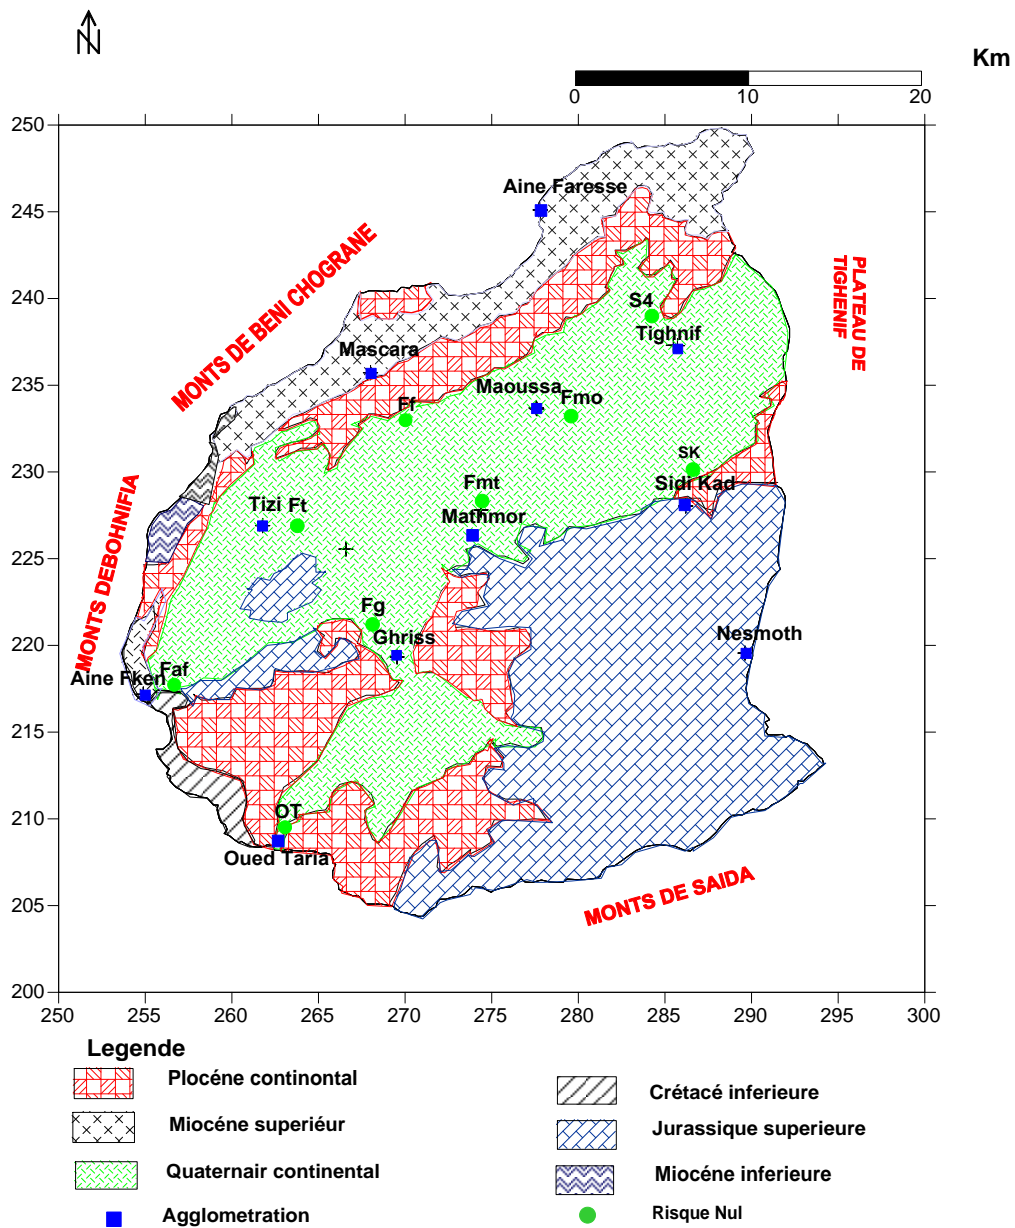 N
Km
0 10 20
250
245
240
235
230
225
220
215
210
205
200
Aine Faresse
MONTS DE BENI CHOGRANE
PLATEAU DE
TIGHENIF
S4
Tighnif
Mascara
Maoussa
Fmo
Ff
SK
Sidi Kad
Fmt
Tizi
Ft
Mathmor
MONTS DEBOHNIFIA
Fg
Ghriss
Nesmoth
Faf
Aine Fken
OT
Oued Taria
MONTS DE SAIDA
250 255 260 265 270 275 280 285 290 295 300
Legende
Plocéne continontal
Crétacé inferieure
Miocéne supériéur
Jurassique superieure
Quaternair continental
Miocéne inferieure
Agglometration
Risque Nul